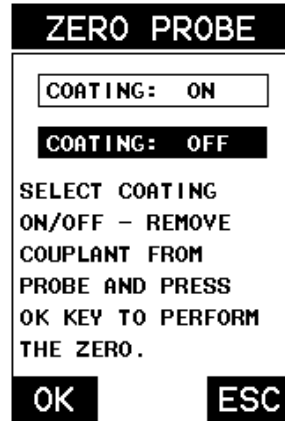 ZERO PROBE
COATING: ON
COATING: OFF
SELECT COATING
ON/OFF - REMOVE
COUPLANT FROM
PROBE AND PRESS
OK KEY TO PERFORM
THE ZERO.
OK ESC